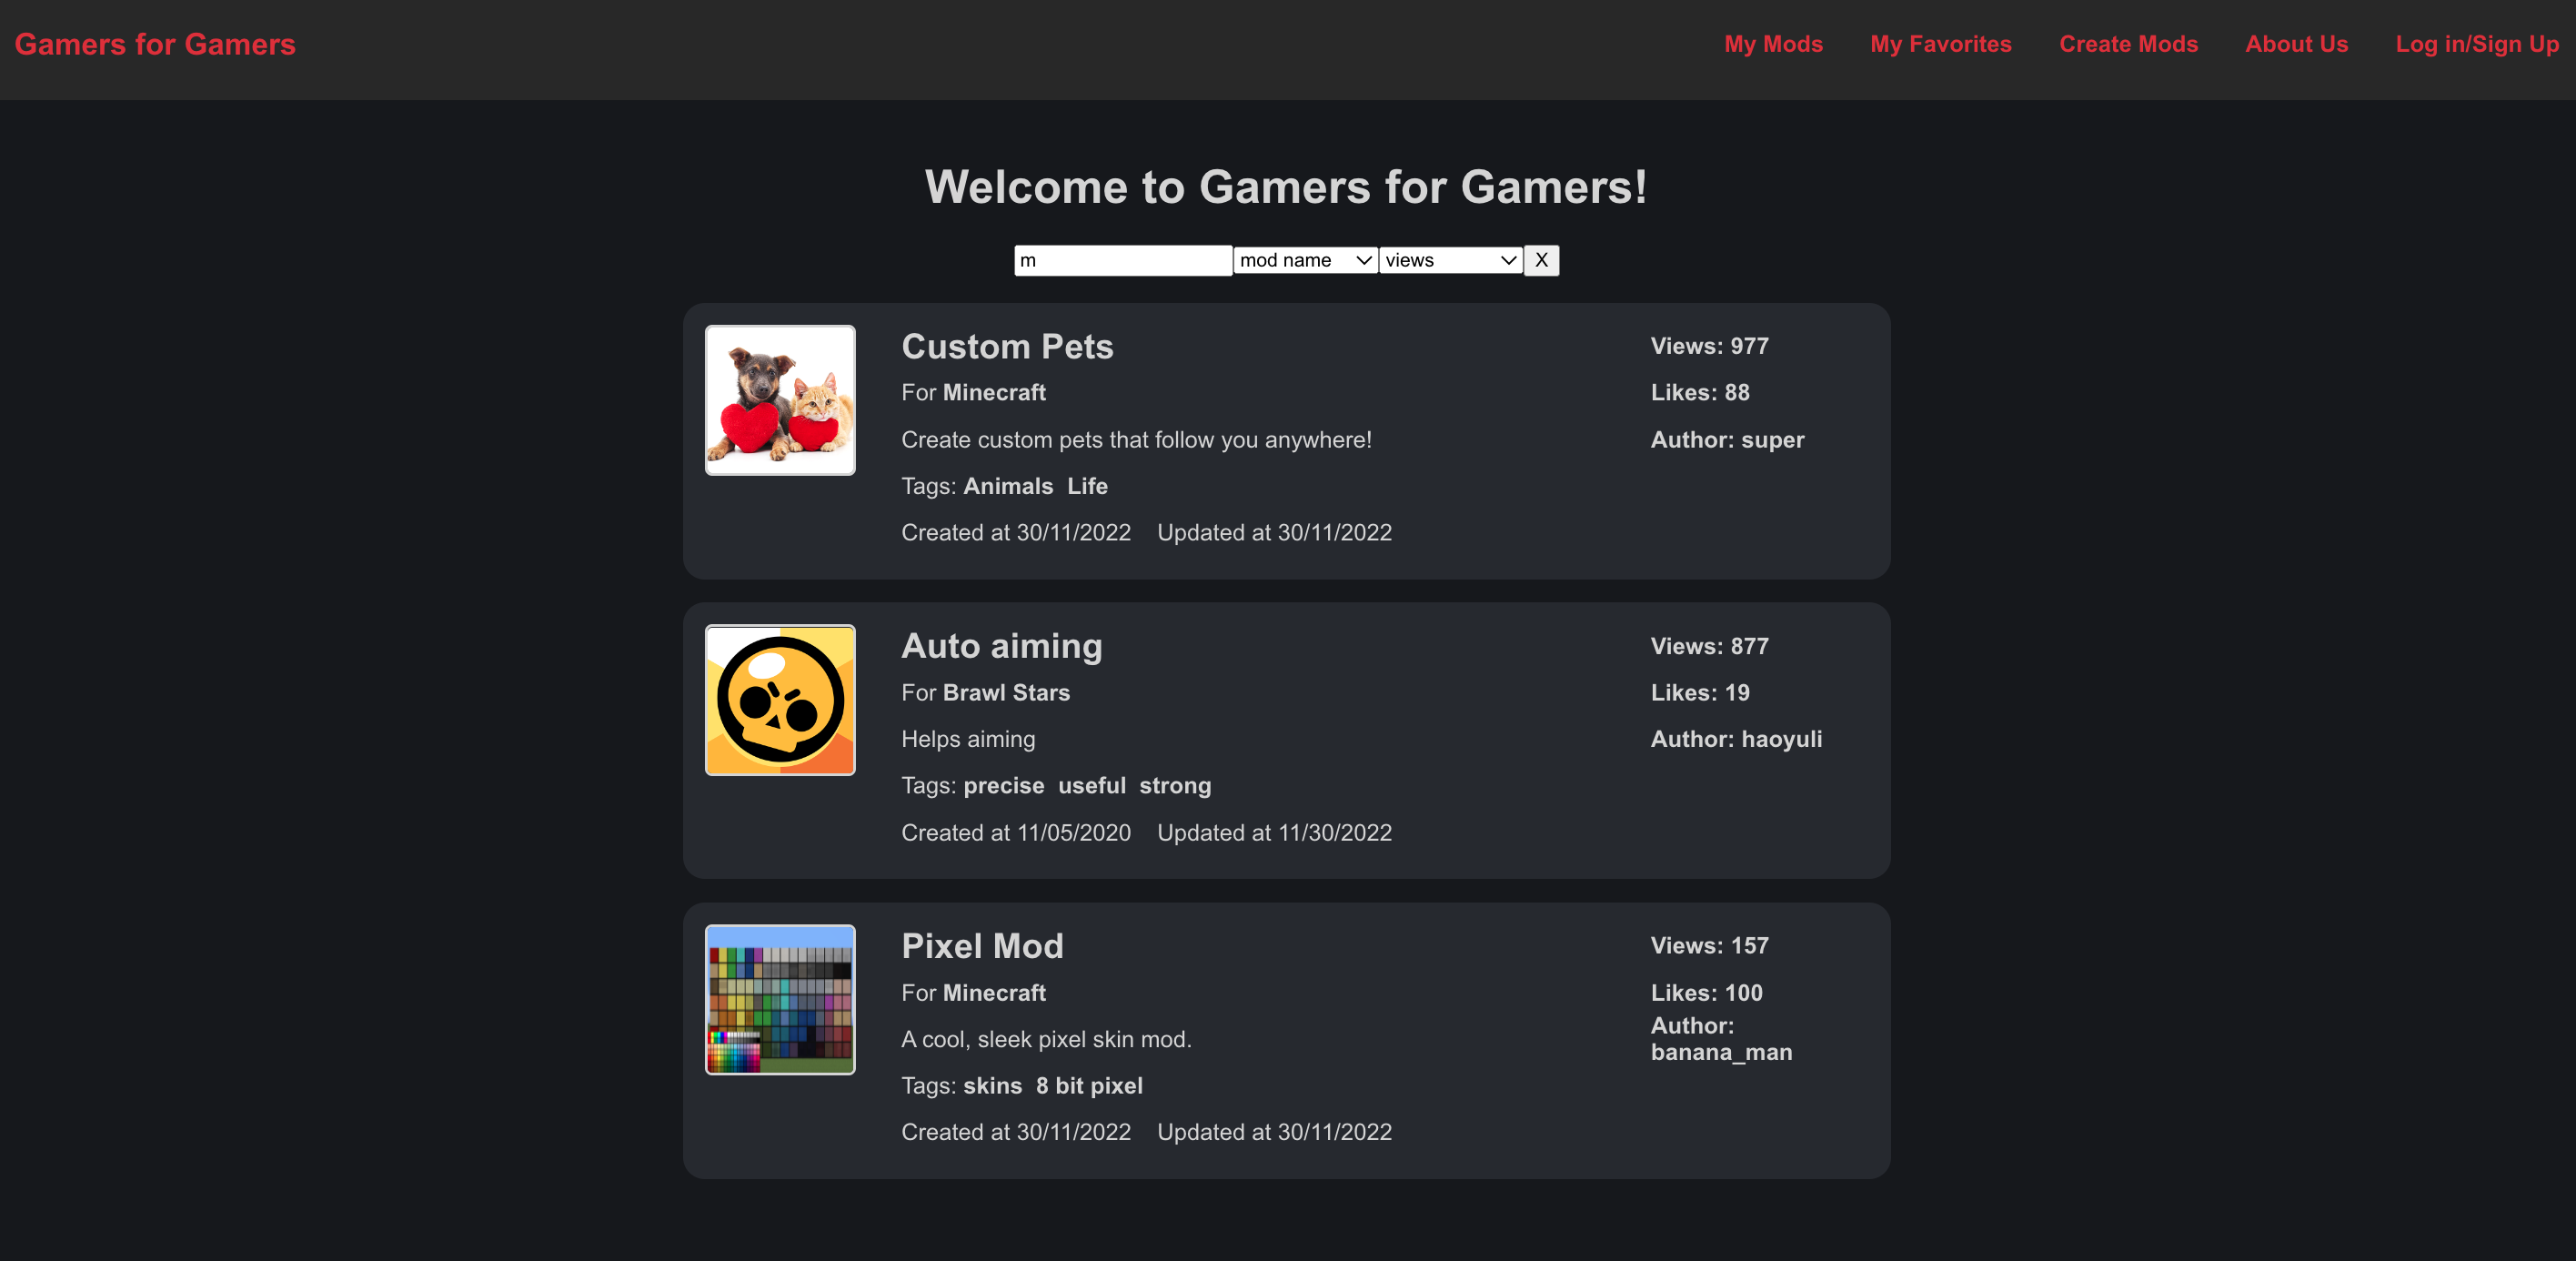 Gamers for Gamers
My Mods My Favorites Create Mods About Us Log in/Sign Up
Welcome to Gamers for Gamers!
m mod name views X
Custom Pets
Views: 977
For Minecraft
Likes: 88
Create custom pets that follow you anywhere!
Author: super
Tags: Animals Life
Created at 30/11/2022 Updated at 30/11/2022
Auto aiming
Views: 877
For Brawl Stars
Likes: 19
Helps aiming
Author: haoyuli
Tags: precise useful strong
Created at 11/05/2020 Updated at 11/30/2022
Pixel Mod
Views: 157
For Minecraft
Likes: 100
A cool, sleek pixel skin mod.
Author:
banana_man
Tags: skins 8 bit pixel
Created at 30/11/2022 Updated at 30/11/2022